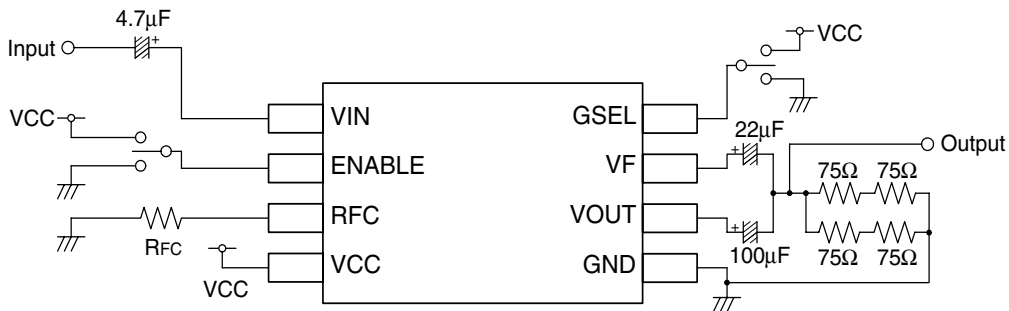 4.7µF
+
Input
VCC
VCC
VIN
GSEL
22µF
+
Output
VCC
ENABLE
VF
75Ω 75Ω
RFC
VOUT
+
100µF
RFC
75Ω 75Ω
VCC
GND
VCC